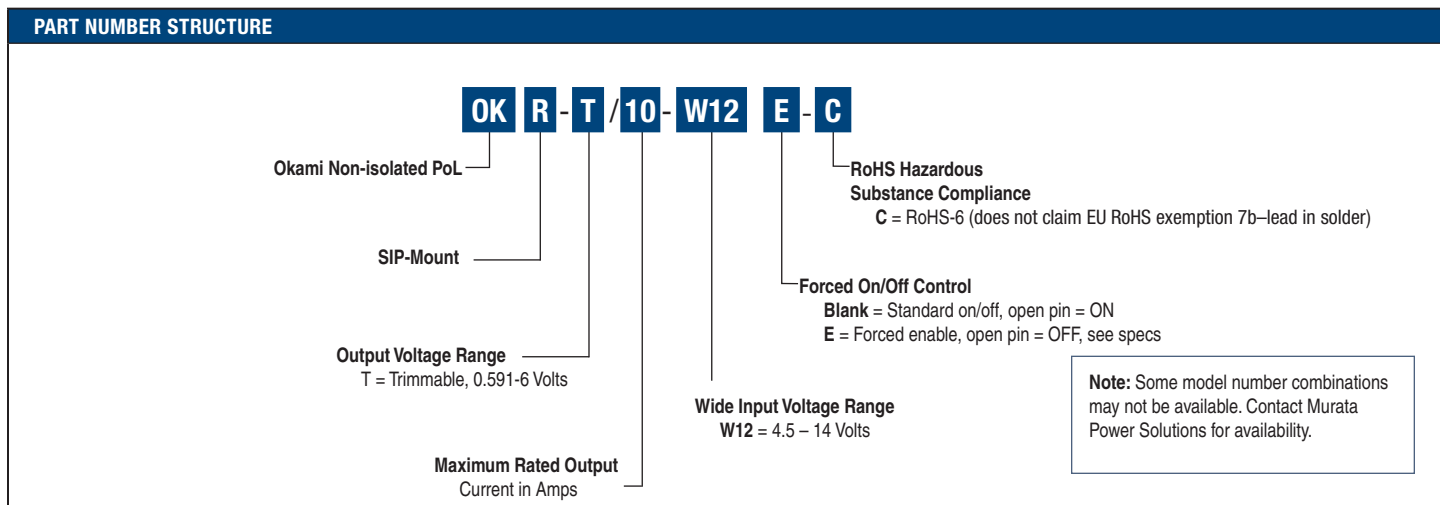 PART NUMBER STRUCTURE
OK R - T / 10 - W12 E - C
Okami Non-isolated PoL
RoHS Hazardous
Substance Compliance
C = RoHS-6 (does not claim EU RoHS exemption 7b–lead in solder)
SIP-Mount
Forced On/Off Control
Blank = Standard on/off, open pin = ON
E = Forced enable, open pin = OFF, see specs
Output Voltage Range
T = Trimmable, 0.591-6 Volts
Wide Input Voltage Range
W12 = 4.5 – 14 Volts
Maximum Rated Output
Current in Amps
Note: Some model number combinations
may not be available. Contact Murata
Power Solutions for availability.